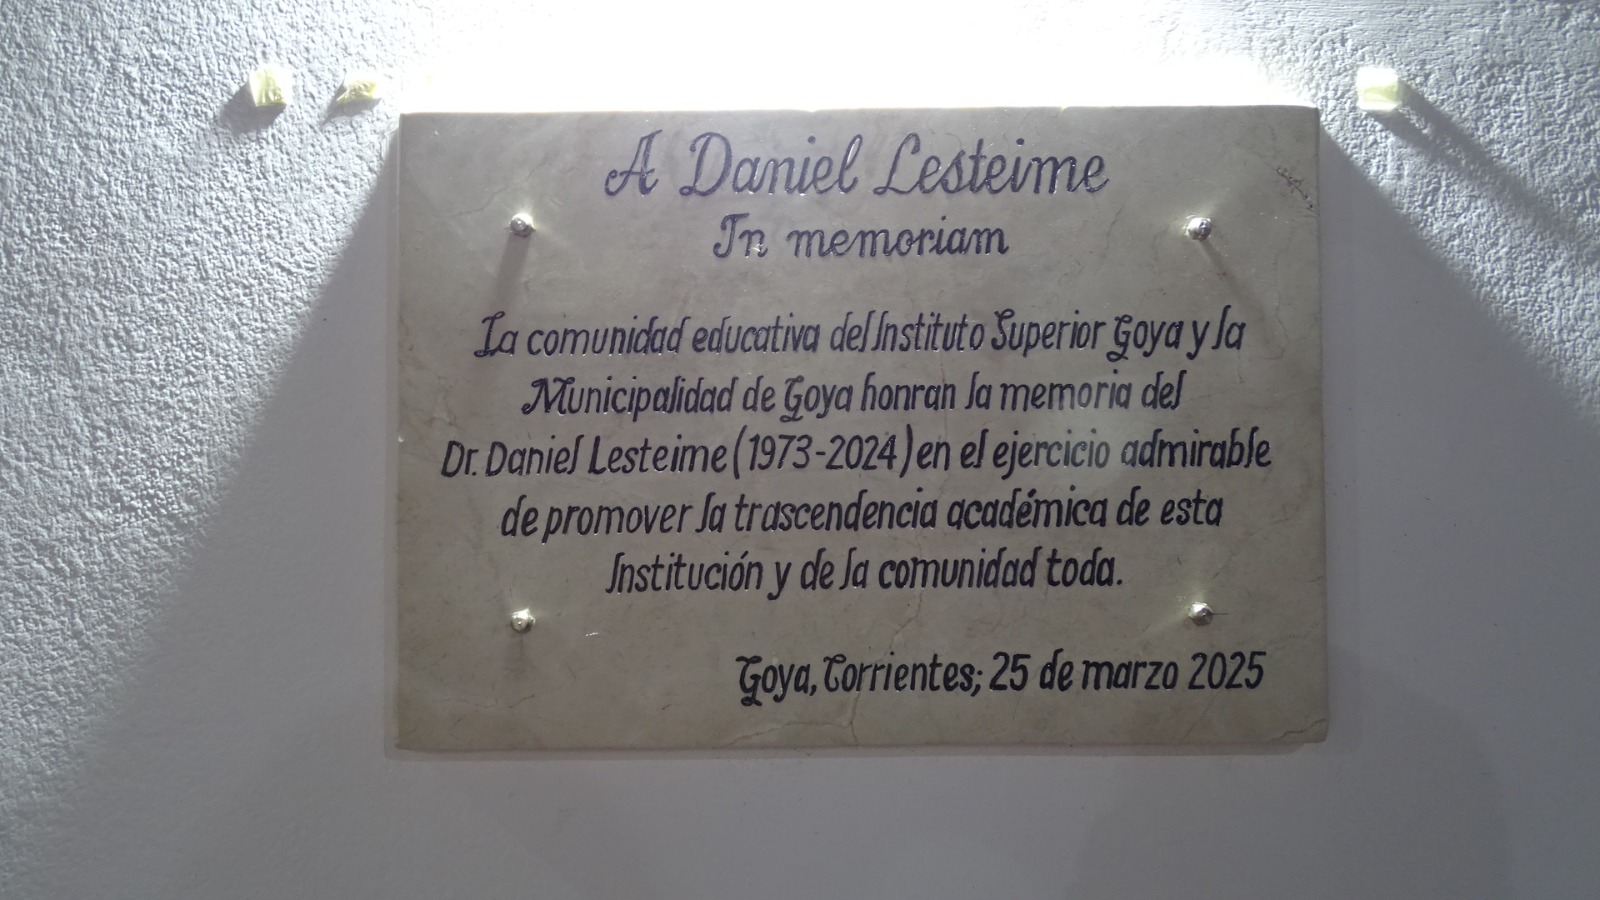 A Daniel Lesteime
In memoriam
La comunidad educativa del Instituto Superior Goya y la
Municipalidad de Goya honran la memoria del
Dr. Daniel Lesteime (1973-2024) en el ejercicio admirable
de promover la trascendencia académica de esta
Institución y de la comunidad toda.
Goya, Corrientes; 25 de marzo 2025